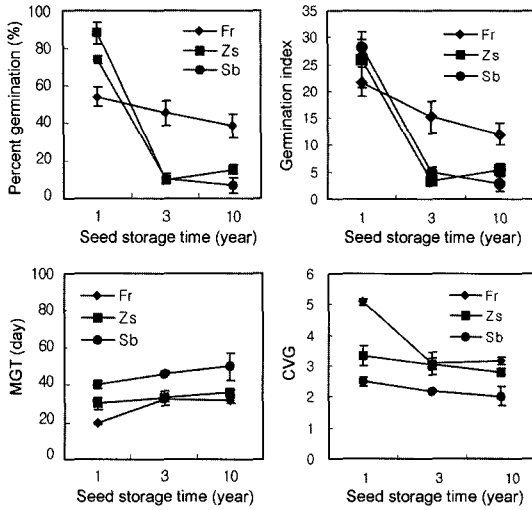 Percent germination (%)
100
80
60
40
20
0
Fr
Zs
Sb
1 3 10
Seed storage time (year)
Germination index
35
30
25
20
15
10
5
0
Fr
Zs
Sb
1 3 10
Seed storage time (year)
MGT (day)
100
80
60
40
20
0
Fr
Zs
Sb
1 3 10
Seed storage time (year)
CVG
6
5
4
3
2
1
0
Fr
Zs
Sb
1 3 10
Seed storage time (year)